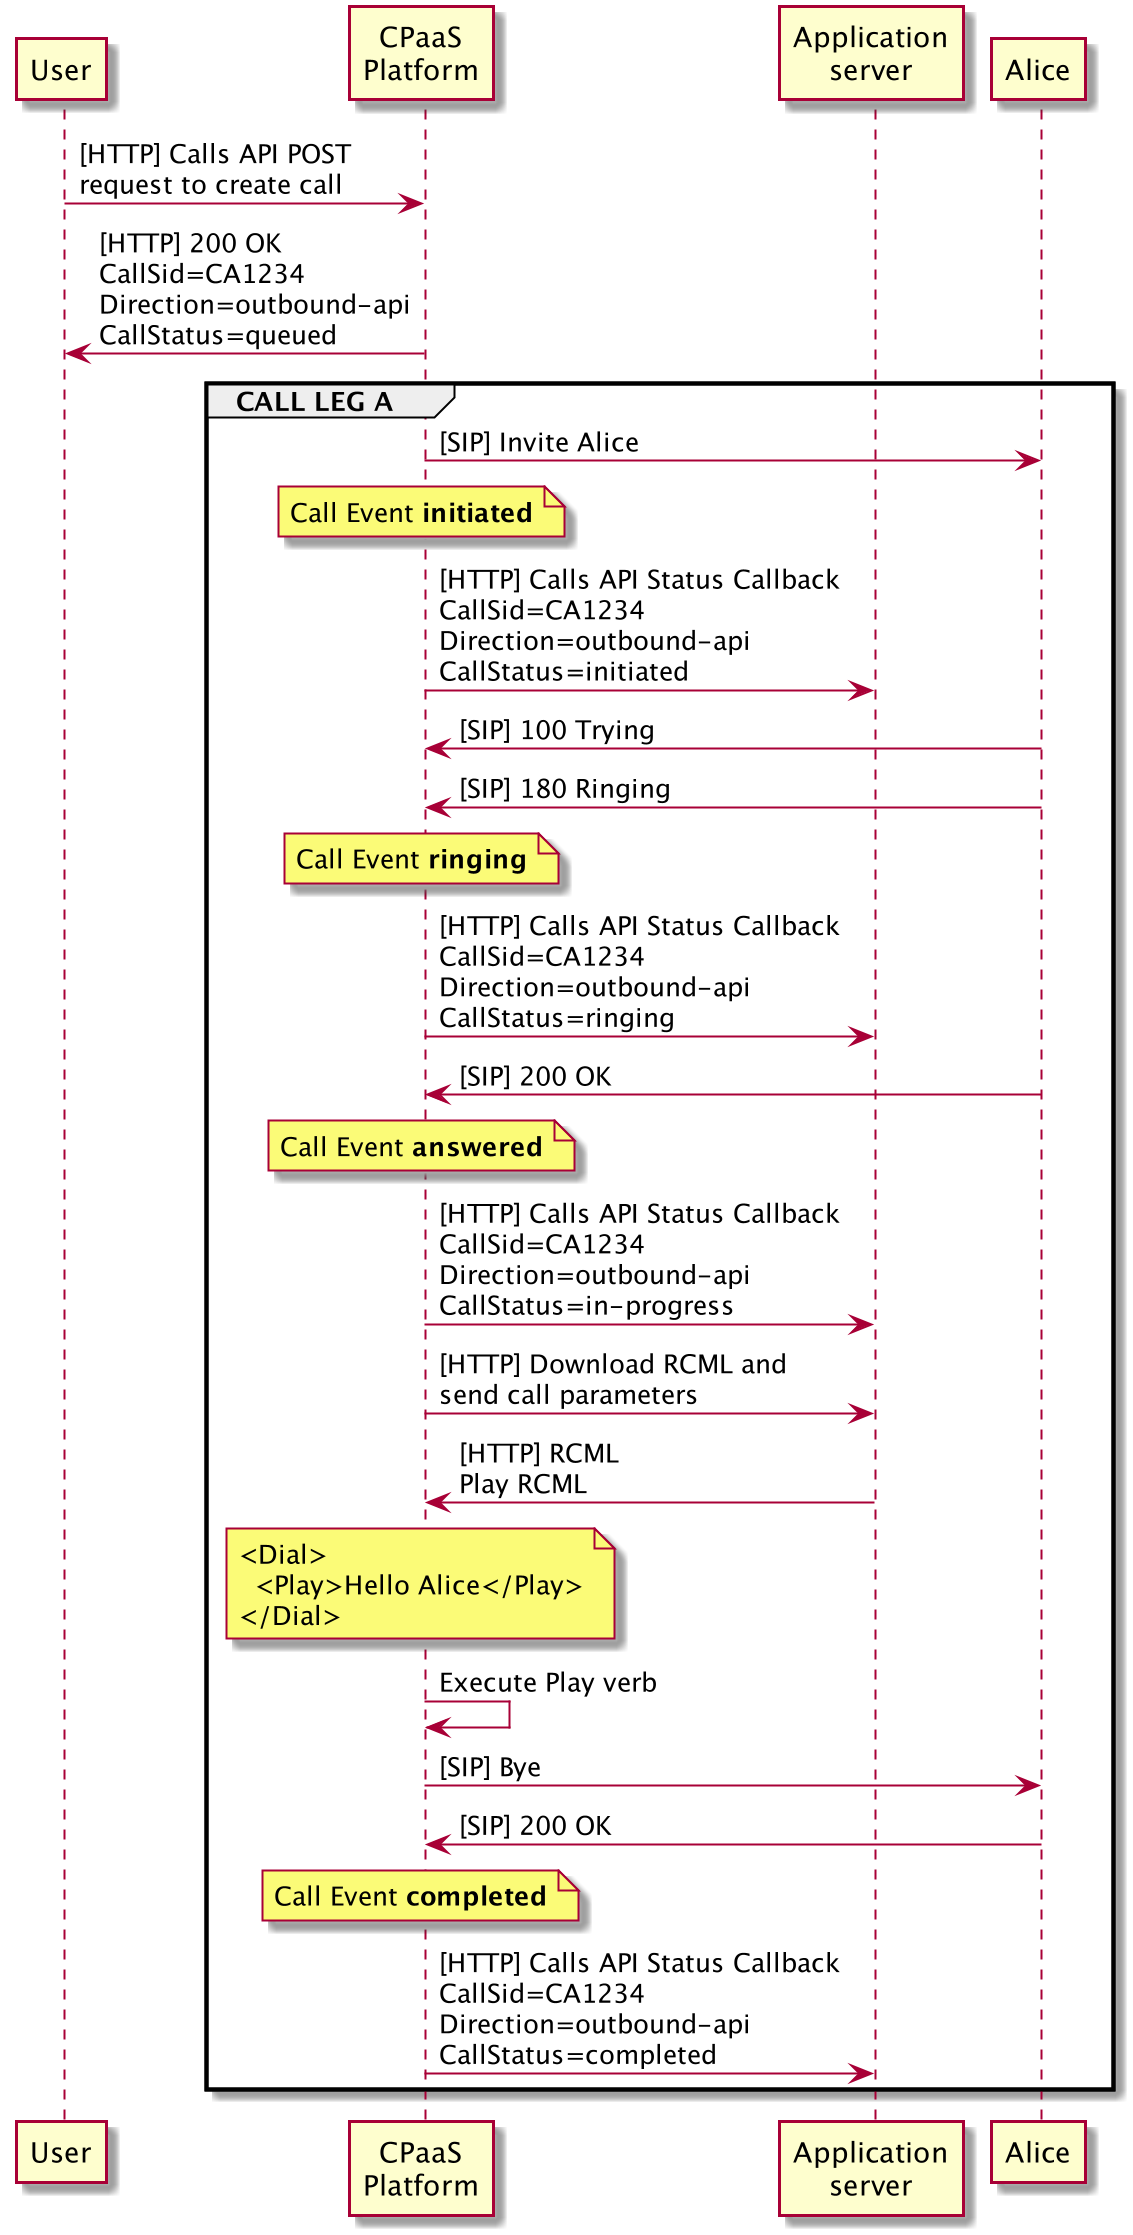 User
CPaaS
Platform
Application
server
Alice
[HTTP] Calls API POST
request to create call
[HTTP] 200 OK
CallSid=CA1234
Direction=outbound-api
CallStatus=queued
CALL LEG A
[SIP] Invite Alice
Call Event initiated
[HTTP] Calls API Status Callback
CallSid=CA1234
Direction=outbound-api
CallStatus=initiated
[SIP] 100 Trying
[SIP] 180 Ringing
Call Event ringing
[HTTP] Calls API Status Callback
CallSid=CA1234
Direction=outbound-api
CallStatus=ringing
[SIP] 200 OK
Call Event answered
[HTTP] Calls API Status Callback
CallSid=CA1234
Direction=outbound-api
CallStatus=in-progress
[HTTP] Download RCML and
send call parameters
[HTTP] RCML
Play RCML
<Dial>
  <Play>Hello Alice</Play>
</Dial>
Execute Play verb
[SIP] Bye
[SIP] 200 OK
Call Event completed
[HTTP] Calls API Status Callback
CallSid=CA1234
Direction=outbound-api
CallStatus=completed
User
CPaaS
Platform
Application
server
Alice